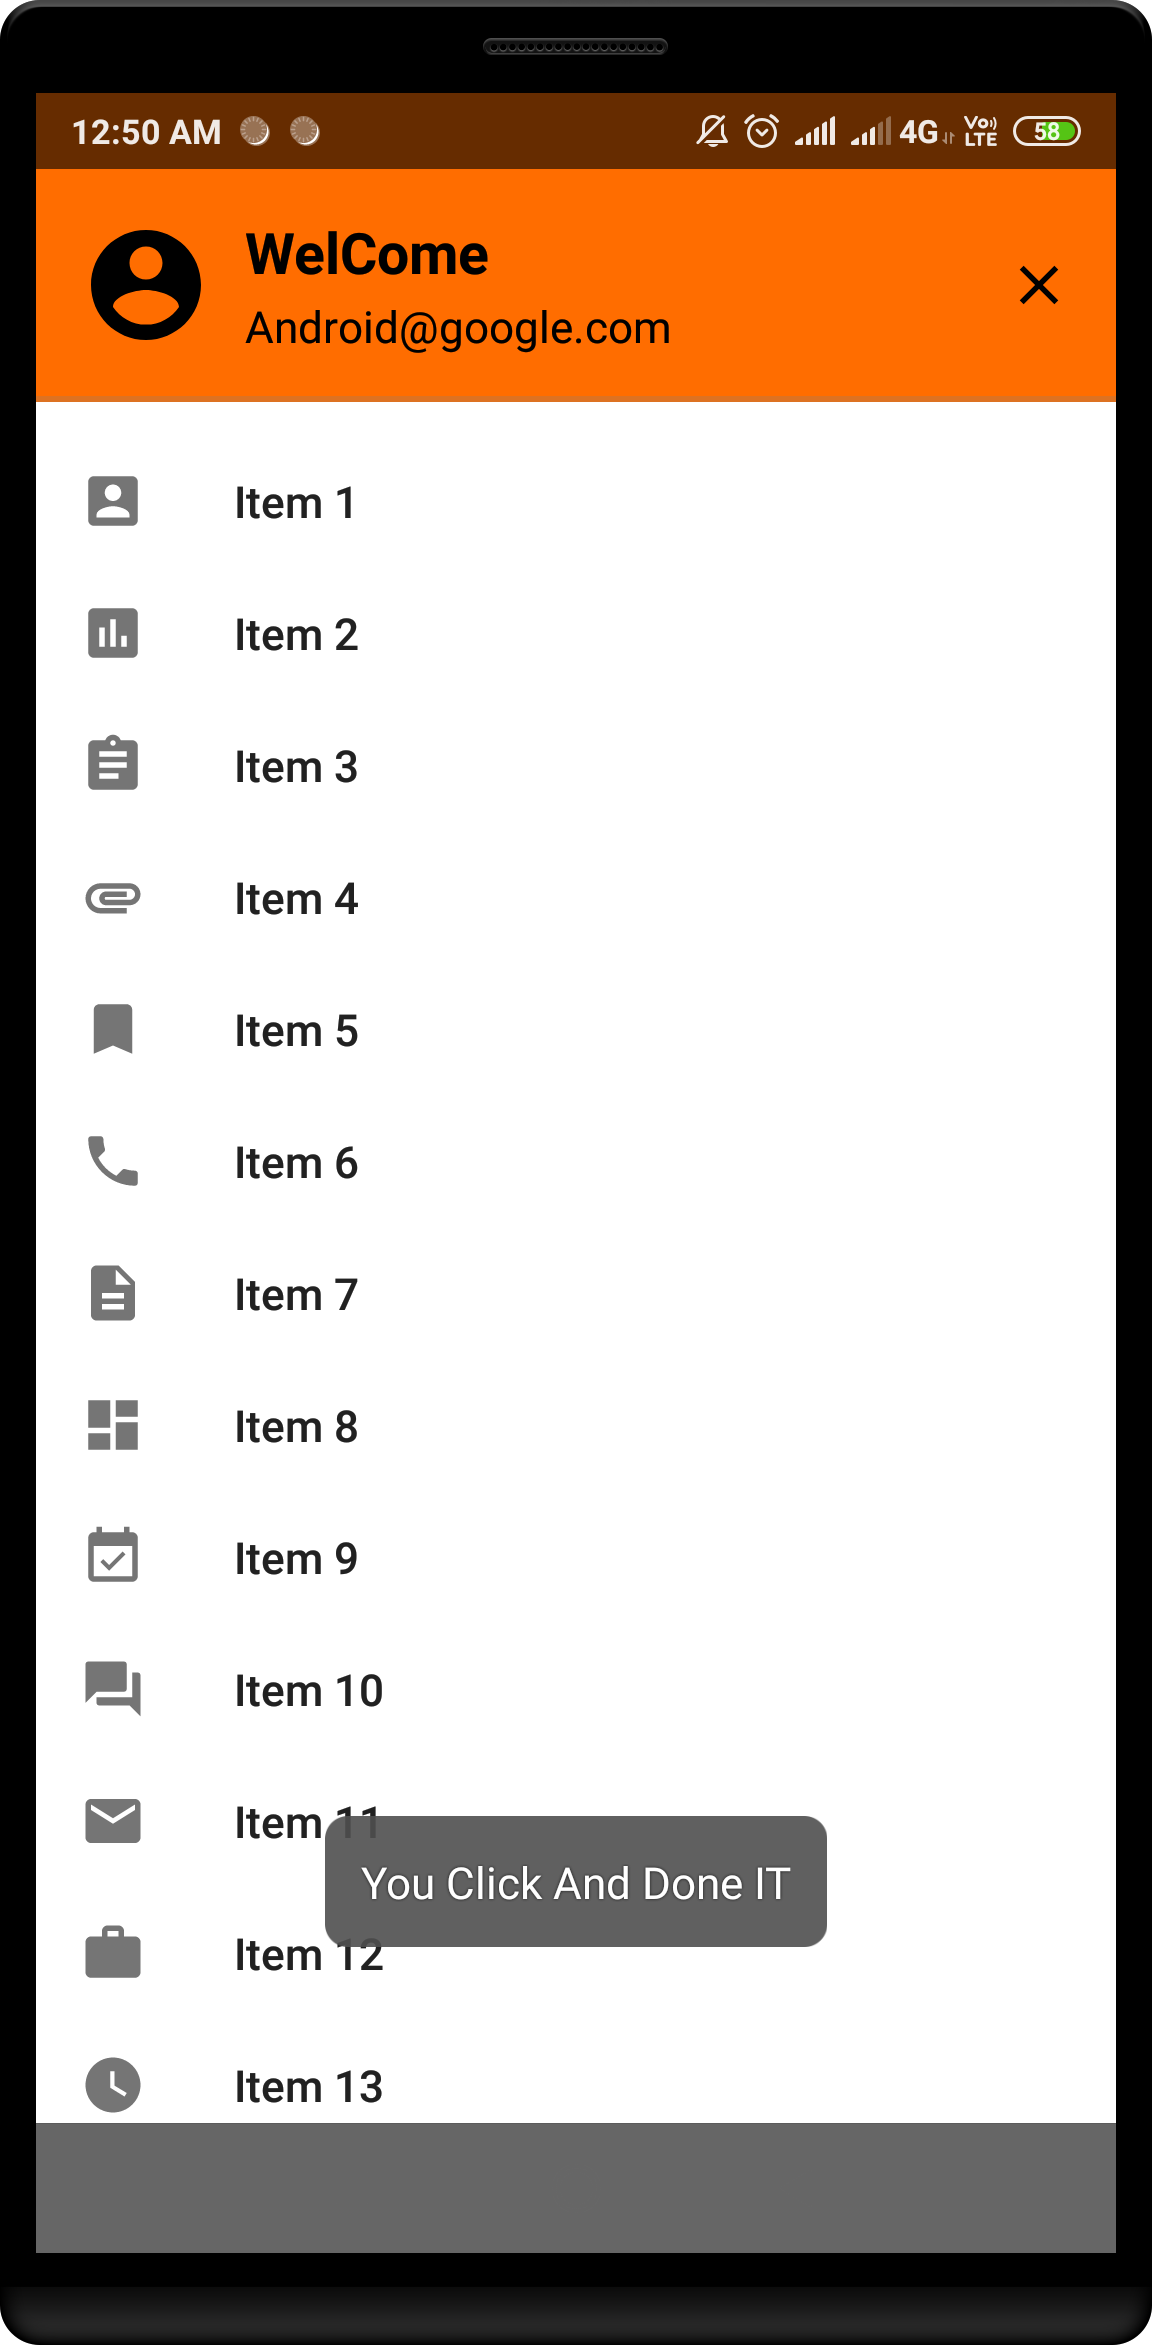 12:50 AM 4G Vo LTE 58
WelCome
Android@google.com
Item 1
Item 2
Item 3
Item 4
Item 5
Item 6
Item 7
Item 8
Item 9
Item 10
Item 11
You Click And Done IT
Item 12
Item 13